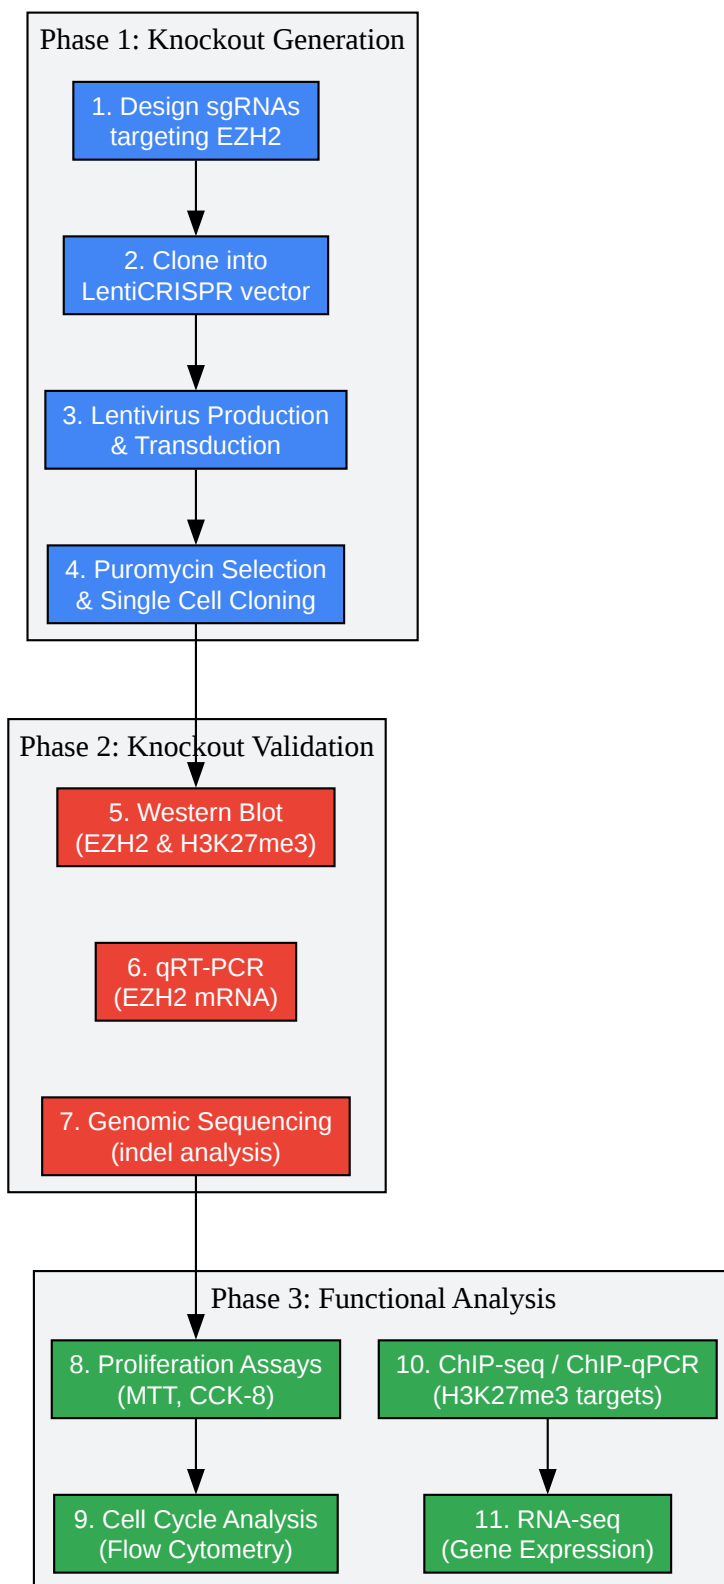 Phase 1: Knockout Generation
1. Design sgRNAs
targeting EZH2
2. Clone into
LentiCRISPR vector
3. Lentivirus Production
& Transduction
4. Puromycin Selection
& Single Cell Cloning
Phase 2: Knockout Validation
5. Western Blot
(EZH2 & H3K27me3)
6. qRT-PCR
(EZH2 mRNA)
7. Genomic Sequencing
(indel analysis)
Phase 3: Functional Analysis
8. Proliferation Assays
(MTT, CCK-8)
10. ChIP-seq / ChIP-qPCR
(H3K27me3 targets)
9. Cell Cycle Analysis
(Flow Cytometry)
11. RNA-seq
(Gene Expression)